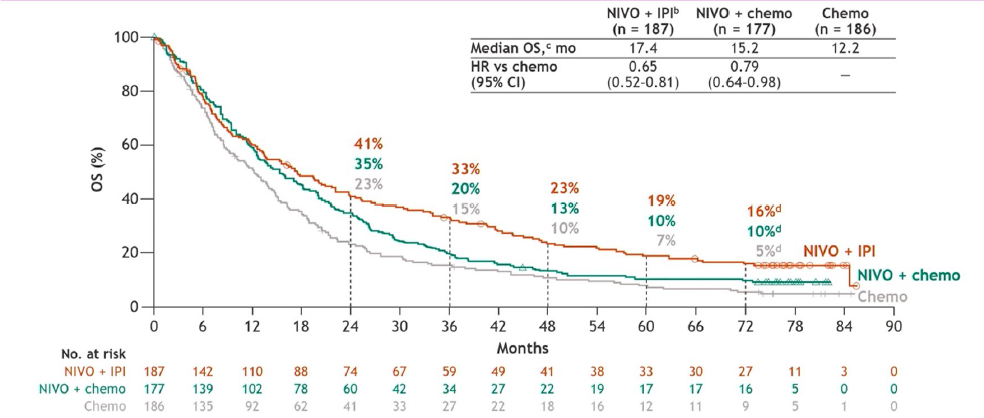 NIVO + IPIᵇ NIVO + chemo Chemo
(n = 187) (n = 177) (n = 186)
Median OS,ᶜ mo 17.4 15.2 12.2
HR vs chemo 0.65 0.79 –
(95% CI) (0.52-0.81) (0.64-0.98)
OS (%)
100
80
60
40
20
0
41% 33% 23% 19% 16%ᵈ
35% 20% 13% 10% 10%ᵈ
23% 15% 10% 7% 5%ᵈ
NIVO + IPI
NIVO + chemo
Chemo
0 6 12 18 24 30 36 42 48 54 60 66 72 78 84 90
Months
No. at risk
NIVO + IPI 187 142 110 88 74 67 59 49 41 38 33 30 27 11 3 0
NIVO + chemo 177 139 102 78 60 42 34 27 22 19 17 17 16 5 0 0
Chemo 186 135 92 62 41 33 27 22 18 16 12 11 9 5 1 0